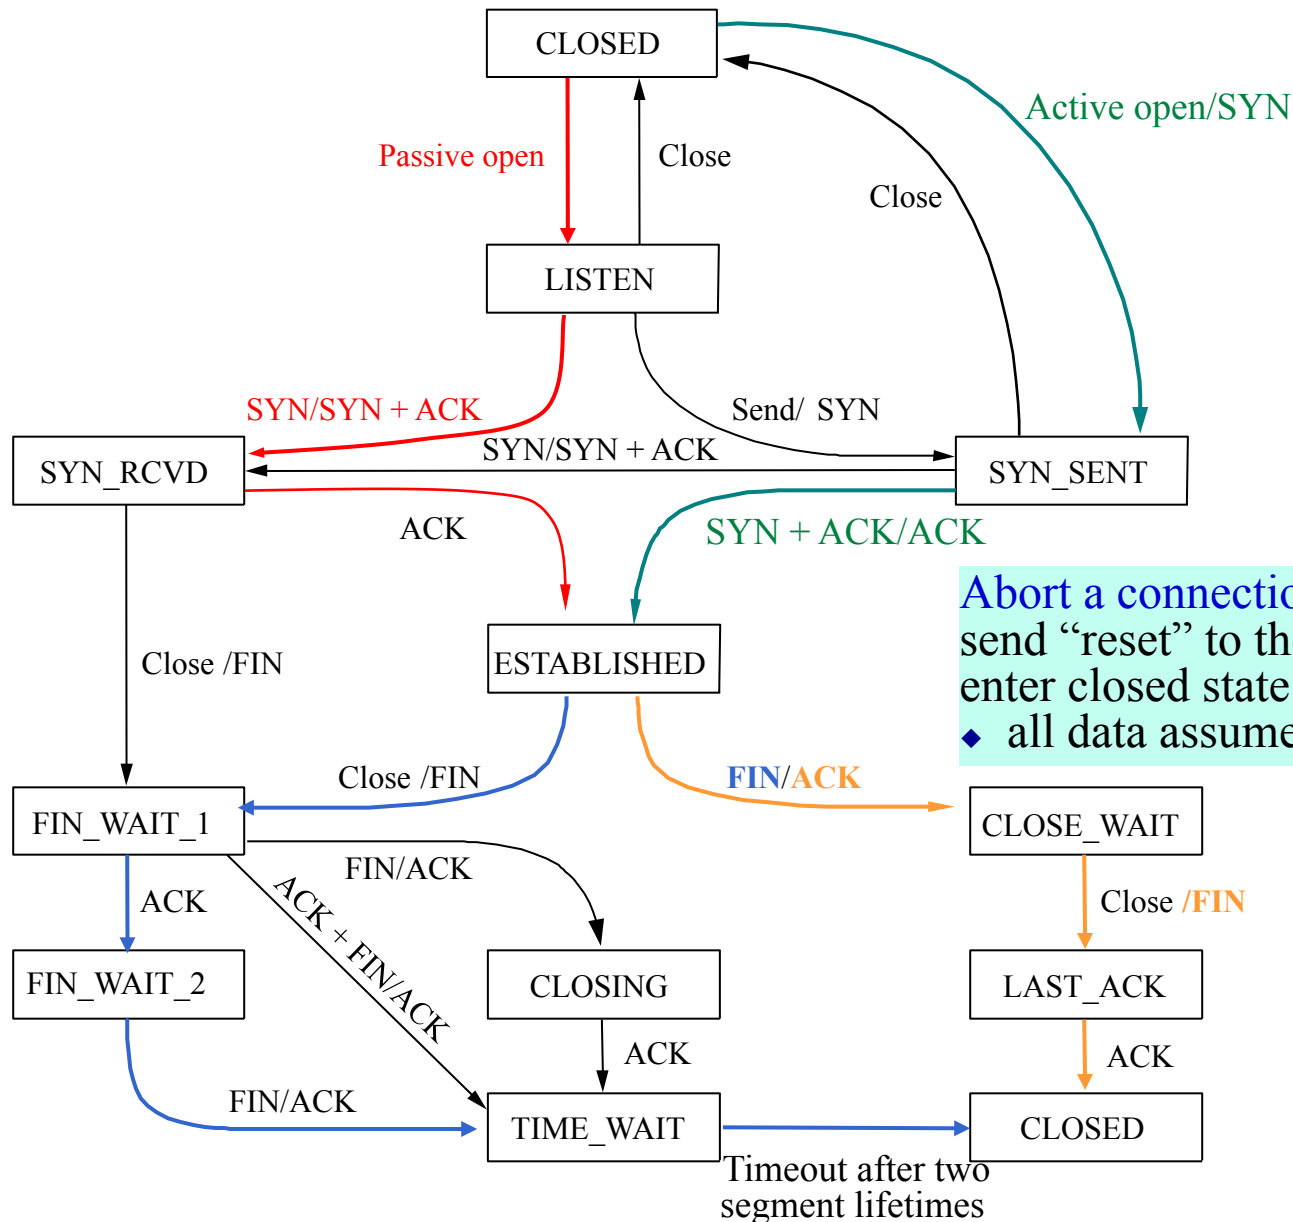 CLOSED
Active open/SYN
Passive open
Close
Close
LISTEN
SYN/SYN + ACK
Send/ SYN
SYN/SYN + ACK
SYN_RCVD
SYN_SENT
ACK
SYN + ACK/ACK
Abort a connectio
send “reset” to th
enter closed state
◆ all data assume
ESTABLISHED
Close /FIN
Close /FIN
FIN/ACK
FIN_WAIT_1
CLOSE_WAIT
FIN/ACK
ACK + FIN/ACK
ACK
Close /FIN
FIN_WAIT_2
CLOSING
LAST_ACK
ACK
ACK
FIN/ACK
TIME_WAIT
CLOSED
Timeout after two
segment lifetimes